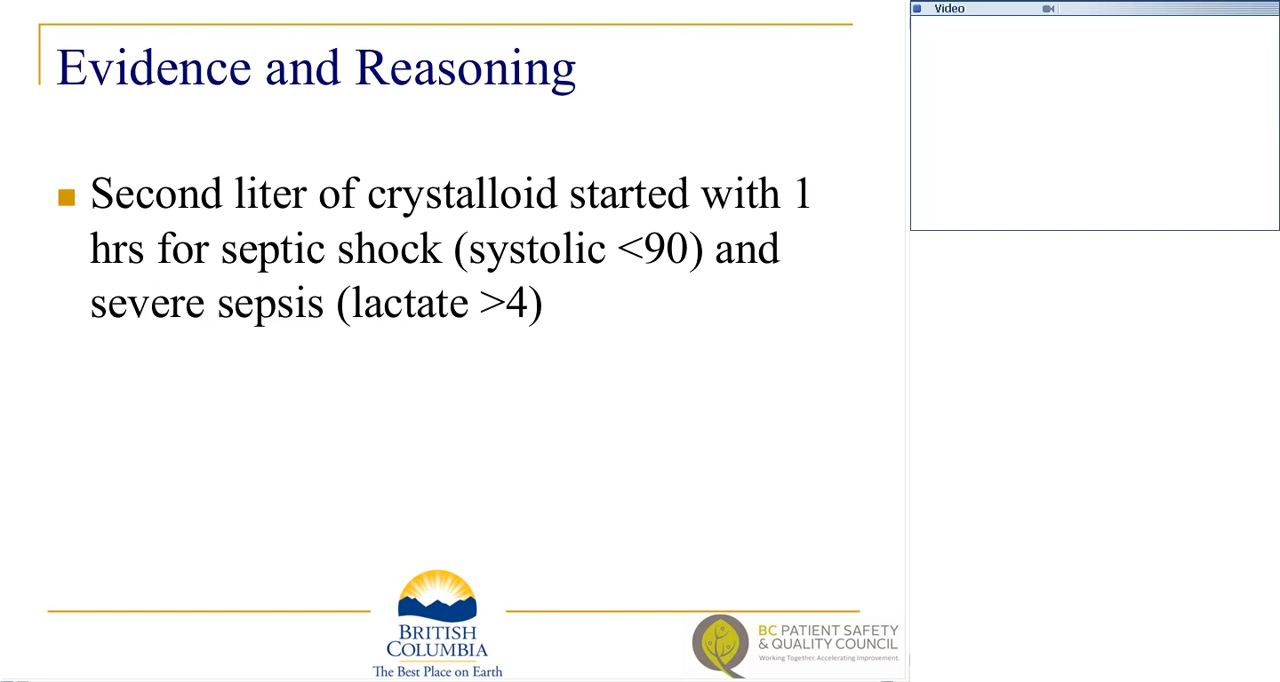 Video
Evidence and Reasoning
Second liter of crystalloid started with 1
hrs for septic shock (systolic <90) and
severe sepsis (lactate >4)
BRITISH
COLUMBIA
The Best Place on Earth
BC PATIENT SAFETY
& QUALITY COUNCIL
Working Together. Accelerating Improvement.